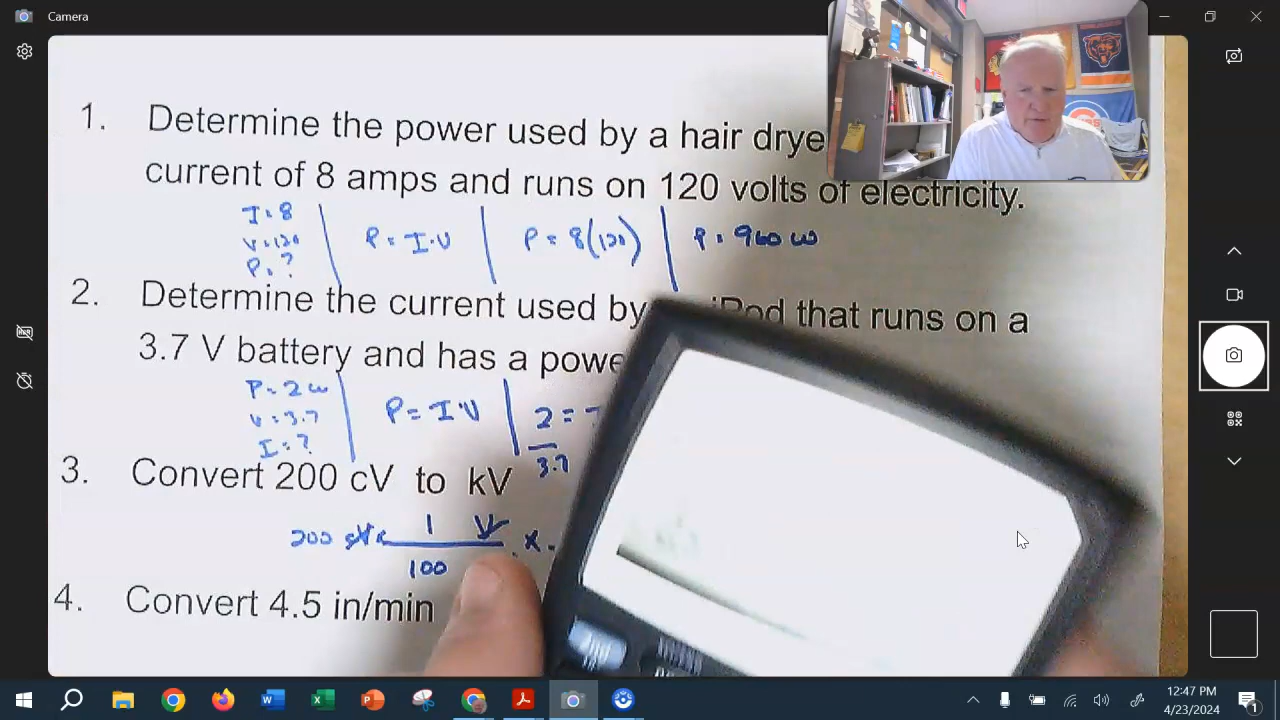 Camera
1. Determine the power used by a hair drye
current of 8 amps and runs on 120 volts of electricity.
I = 8
V = 120
P = ?
P = I·V
P = 8(120)
P = 960 W
2. Determine the current used by iPod that runs on a
3.7 V battery and has a powe
P = 2 W
V = 3.7
I = ?
P = I·V
2 =
3.7
3. Convert 200 cV to kV
200
1 V
100
x
4. Convert 4.5 in/min
12:47 PM
4/23/2024